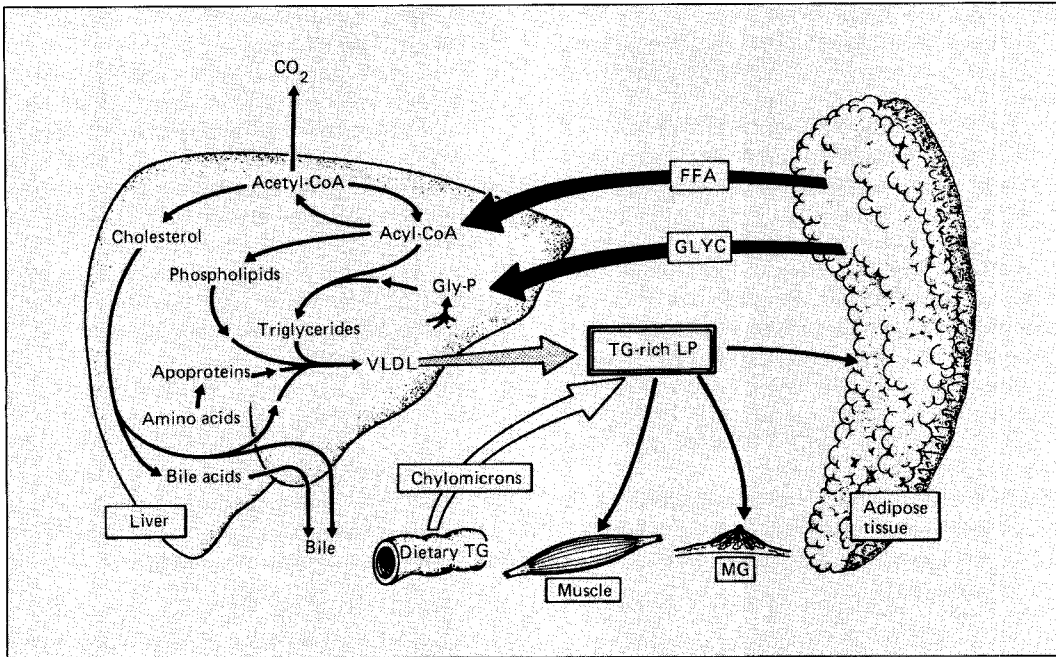 CO2
Acetyl-CoA
FFA
Cholesterol
Acyl-CoA
GLYC
Phospholipids
Gly-P
Triglycerides
TG-rich LP
VLDL
Apoproteins
Amino acids
Bile acids
Chylomicrons
Liver
Adipose
tissue
Bile
Dietary TG
MG
Muscle